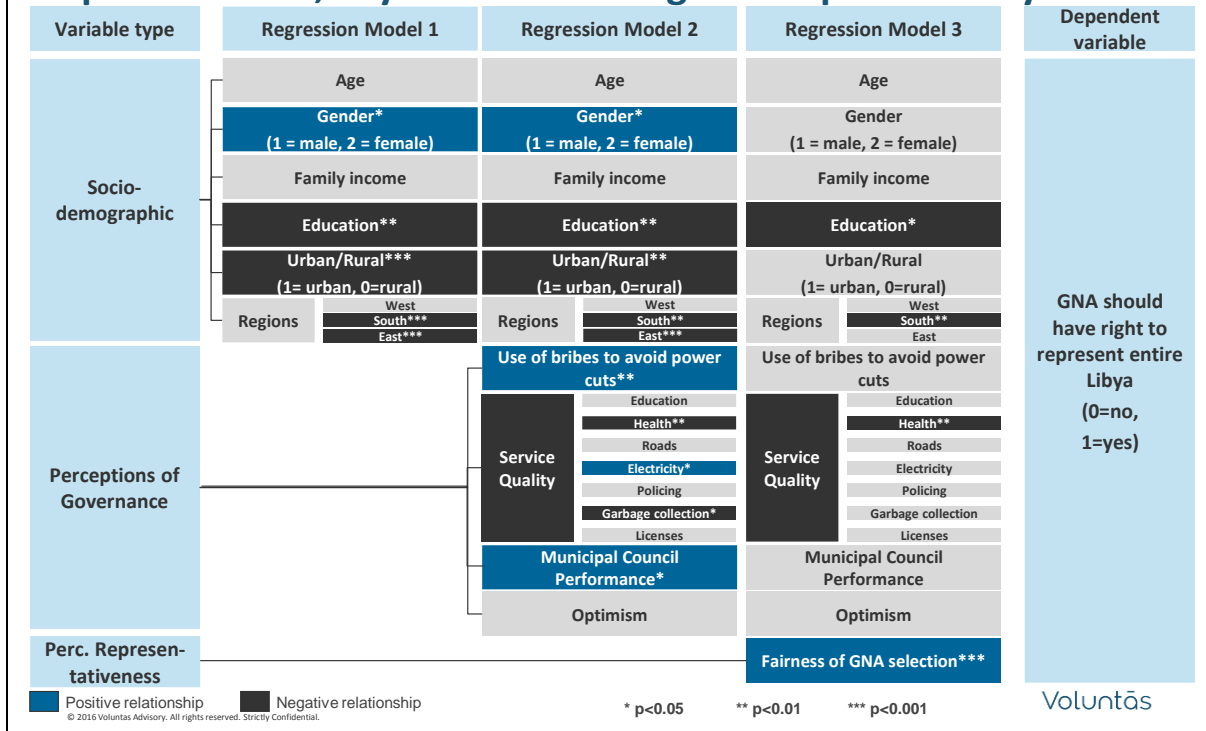 Variable type
Regression Model 1
Regression Model 2
Regression Model 3
Dependent
variable
Socio-
demographic
Age
Age
Age
Gender*
(1 = male, 2 = female)
Gender*
(1 = male, 2 = female)
Gender
(1 = male, 2 = female)
Family income
Family income
Family income
Education**
Education**
Education*
Urban/Rural***
(1= urban, 0=rural)
Urban/Rural**
(1= urban, 0=rural)
Urban/Rural
(1= urban, 0=rural)
Regions
West
South***
East***
Regions
West
South**
East***
Regions
West
South**
East
GNA should
have right to
represent entire
Libya
(0=no,
1=yes)
Perceptions of
Governance
Use of bribes to avoid power
cuts**
Use of bribes to avoid power
cuts
Service
Quality
Education
Health**
Roads
Electricity*
Policing
Garbage collection*
Licenses
Service
Quality
Education
Health**
Roads
Electricity
Policing
Garbage collection
Licenses
Municipal Council
Performance*
Municipal Council
Performance
Optimism
Optimism
Perc. Represen-
tativeness
Fairness of GNA selection***
Positive relationship
Negative relationship
* p<0.05
** p<0.01
*** p<0.001
© 2016 Voluntas Advisory. All rights reserved. Strictly Confidential.
Voluntās